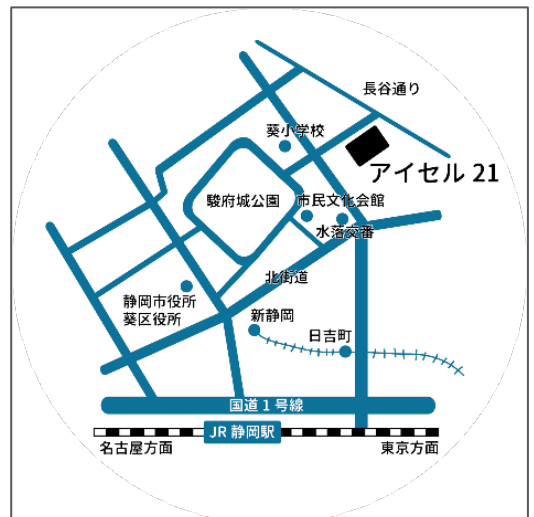 長谷通り
葵小学校
アイセル 21
駿府城公園
市民文化会館
水落交番
北街道
静岡市役所
葵区役所
新静岡
日吉町
国道 1 号線
JR 静岡駅
名古屋方面
東京方面